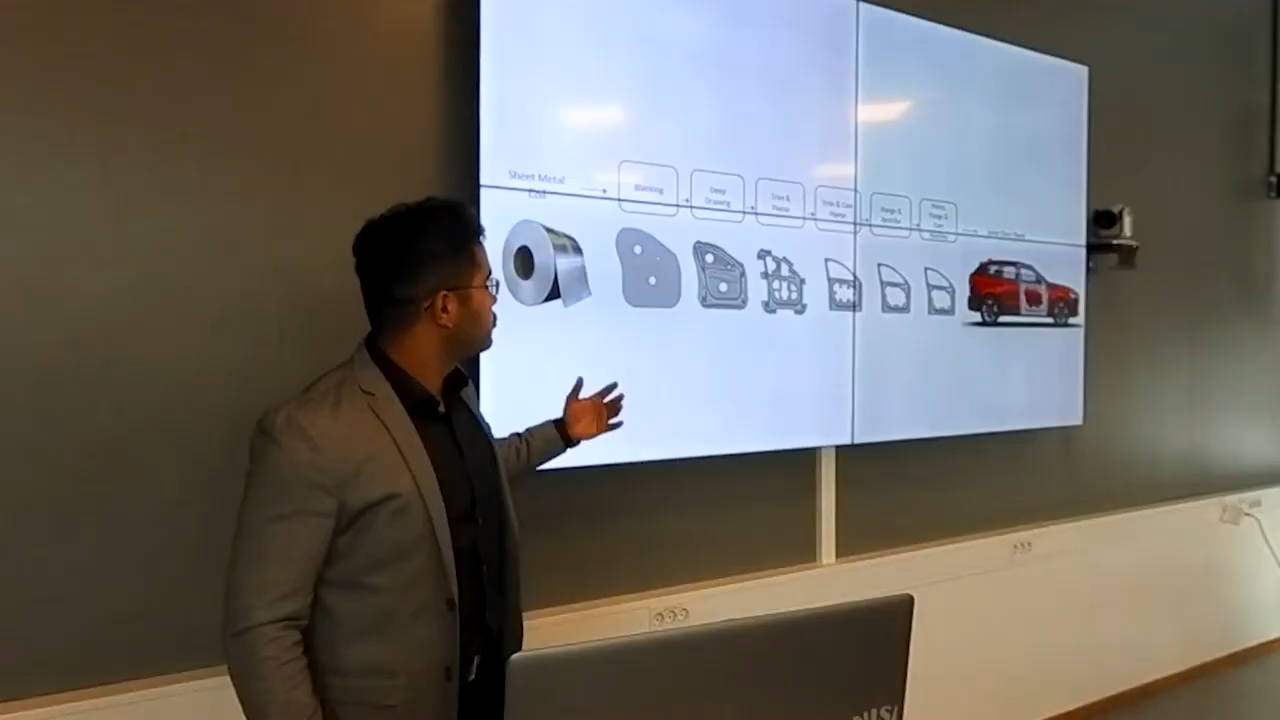 Sheet Metal
Coil
Blanking
Deep
Drawing
Trim &
Pierce
Trim & Cam
Pierce
Flange &
Restrike